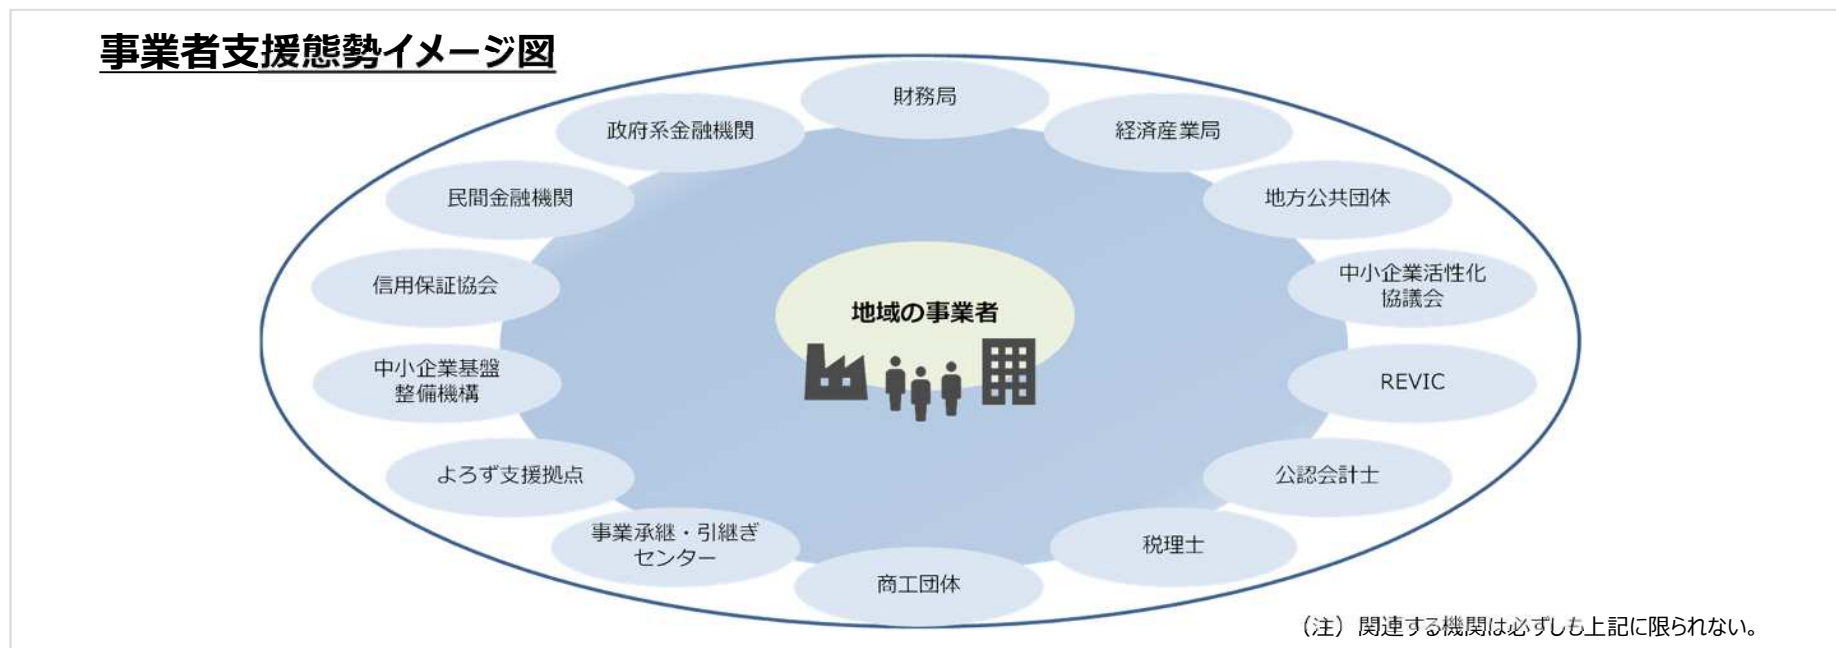 事業者支援態勢イメージ図
財務局
政府系金融機関
経済産業局
民間金融機関
地方公共団体
信用保証協会
中小企業活性化
協議会
地域の事業者
中小企業基盤
整備機構
REVIC
よろず支援拠点
公認会計士
事業承継・引継ぎ
センター
税理士
商工団体
（注）関連する機関は必ずしも上記に限られない。